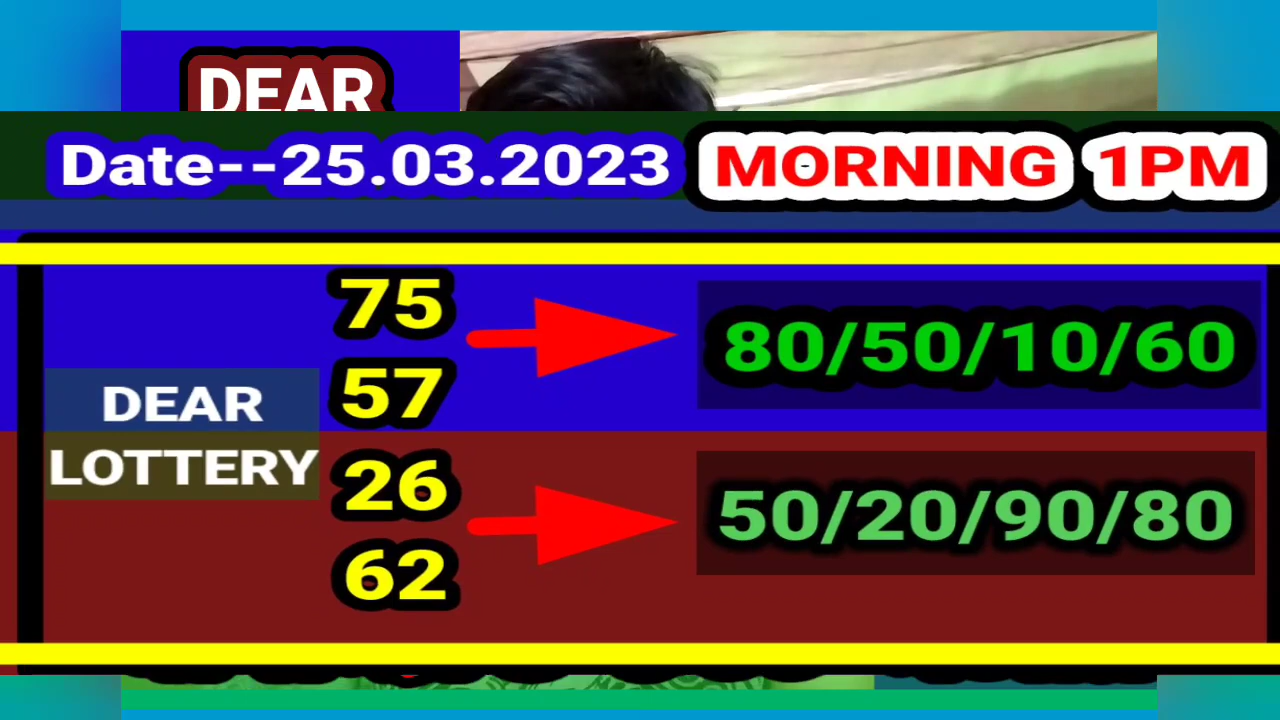 DEAR
Date--25.03.2023 MORNING 1PM
75
57
80/50/10/60
DEAR
LOTTERY
26
62
50/20/90/80